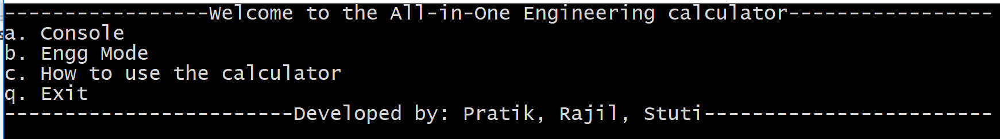 -----------------Welcome to the All-in-One Engineering calculator-----------------
a. Console
b. Engg Mode
c. How to use the calculator
q. Exit
------------------------Developed by: Pratik, Rajil, Stuti------------------------